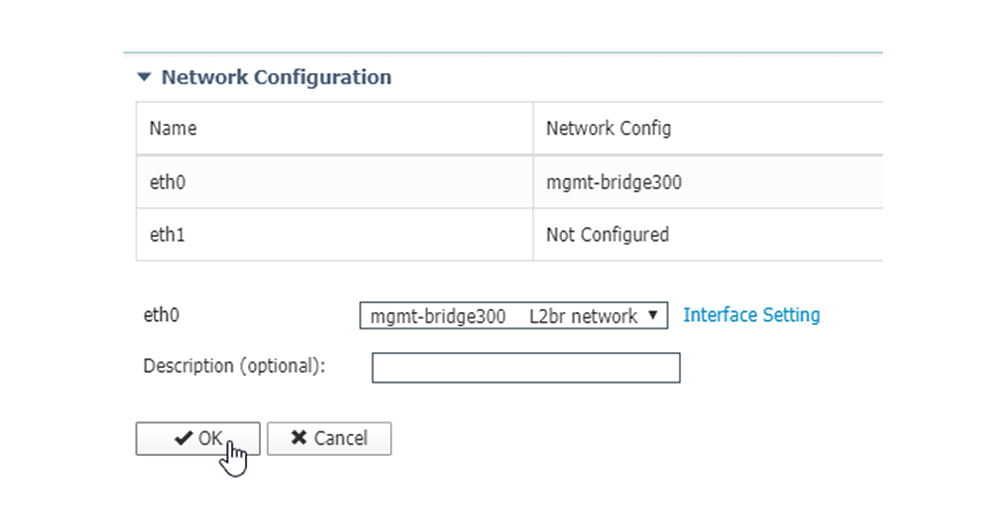 Network Configuration
Name Network Config
eth0 mgmt-bridge300
eth1 Not Configured
eth0 mgmt-bridge300 L2br network Interface Setting
Description (optional):
OK Cancel